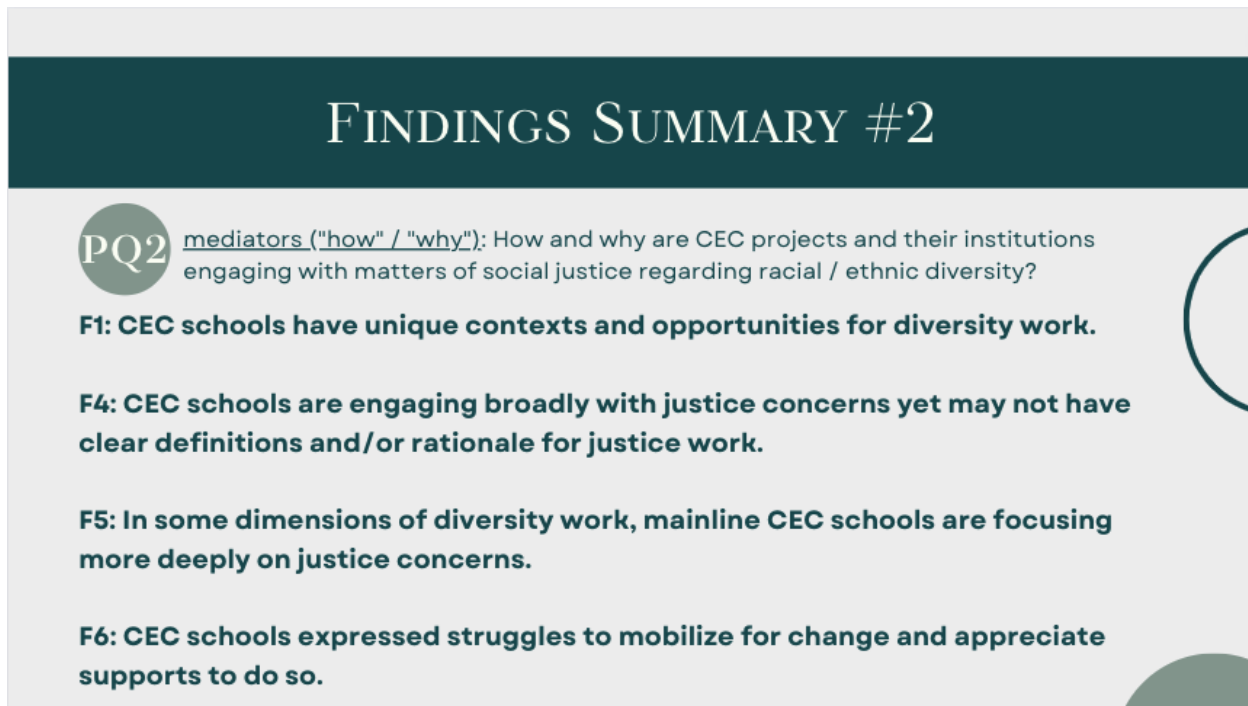 Findings Summary #2
PQ2
mediators ("how" / "why"): How and why are CEC projects and their institutions
engaging with matters of social justice regarding racial / ethnic diversity?
F1: CEC schools have unique contexts and opportunities for diversity work.
F4: CEC schools are engaging broadly with justice concerns yet may not have
clear definitions and/or rationale for justice work.
F5: In some dimensions of diversity work, mainline CEC schools are focusing
more deeply on justice concerns.
F6: CEC schools expressed struggles to mobilize for change and appreciate
supports to do so.